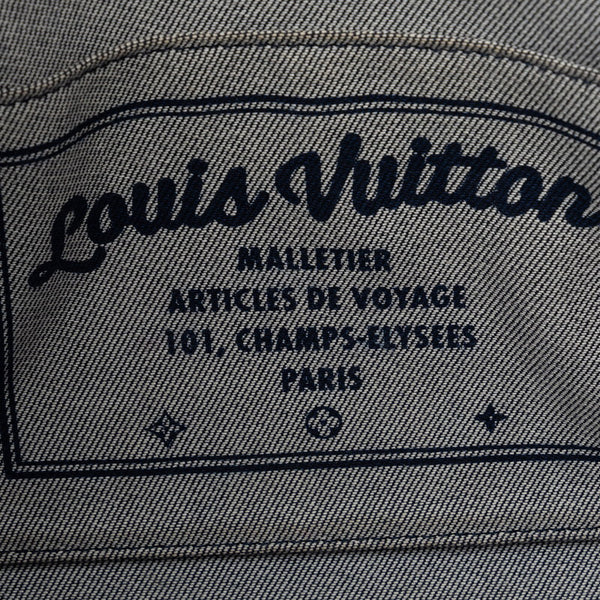 Louis Vuitton
MALLETIER
ARTICLES DE VOYAGE
101, CHAMPS-ELYSEES
PARIS